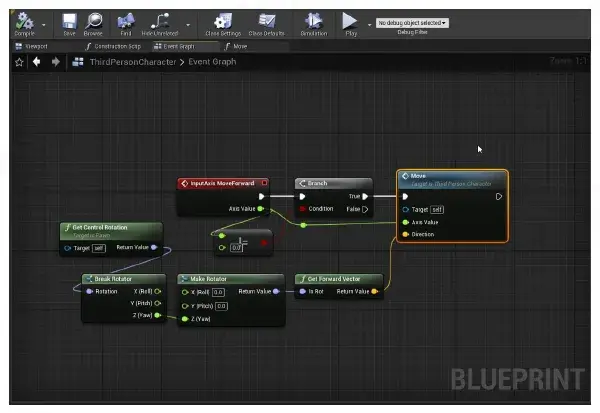 Compile
Save
Browse
Find
Hide Unrelated
Class Settings
Class Defaults
Simulation
Play
No debug object selected
Debug Filter
Viewport
Construction Scrip
Event Graph
Move
ThirdPersonCharacter > Event Graph
Zoom 1:1
InputAxis MoveForward
Axis Value
Branch
True
Condition
False
Move
Target is Third Person Character
Target self
Axis Value
Direction
!=
0.0
Get Control Rotation
Target is Pawn
Target self
Return Value
Break Rotator
Rotation
X (Roll)
Y (Pitch)
Z (Yaw)
Make Rotator
X (Roll) 0.0
Return Value
Y (Pitch) 0.0
Z (Yaw)
Get Forward Vector
In Rot
Return Value
BLUEPRINT